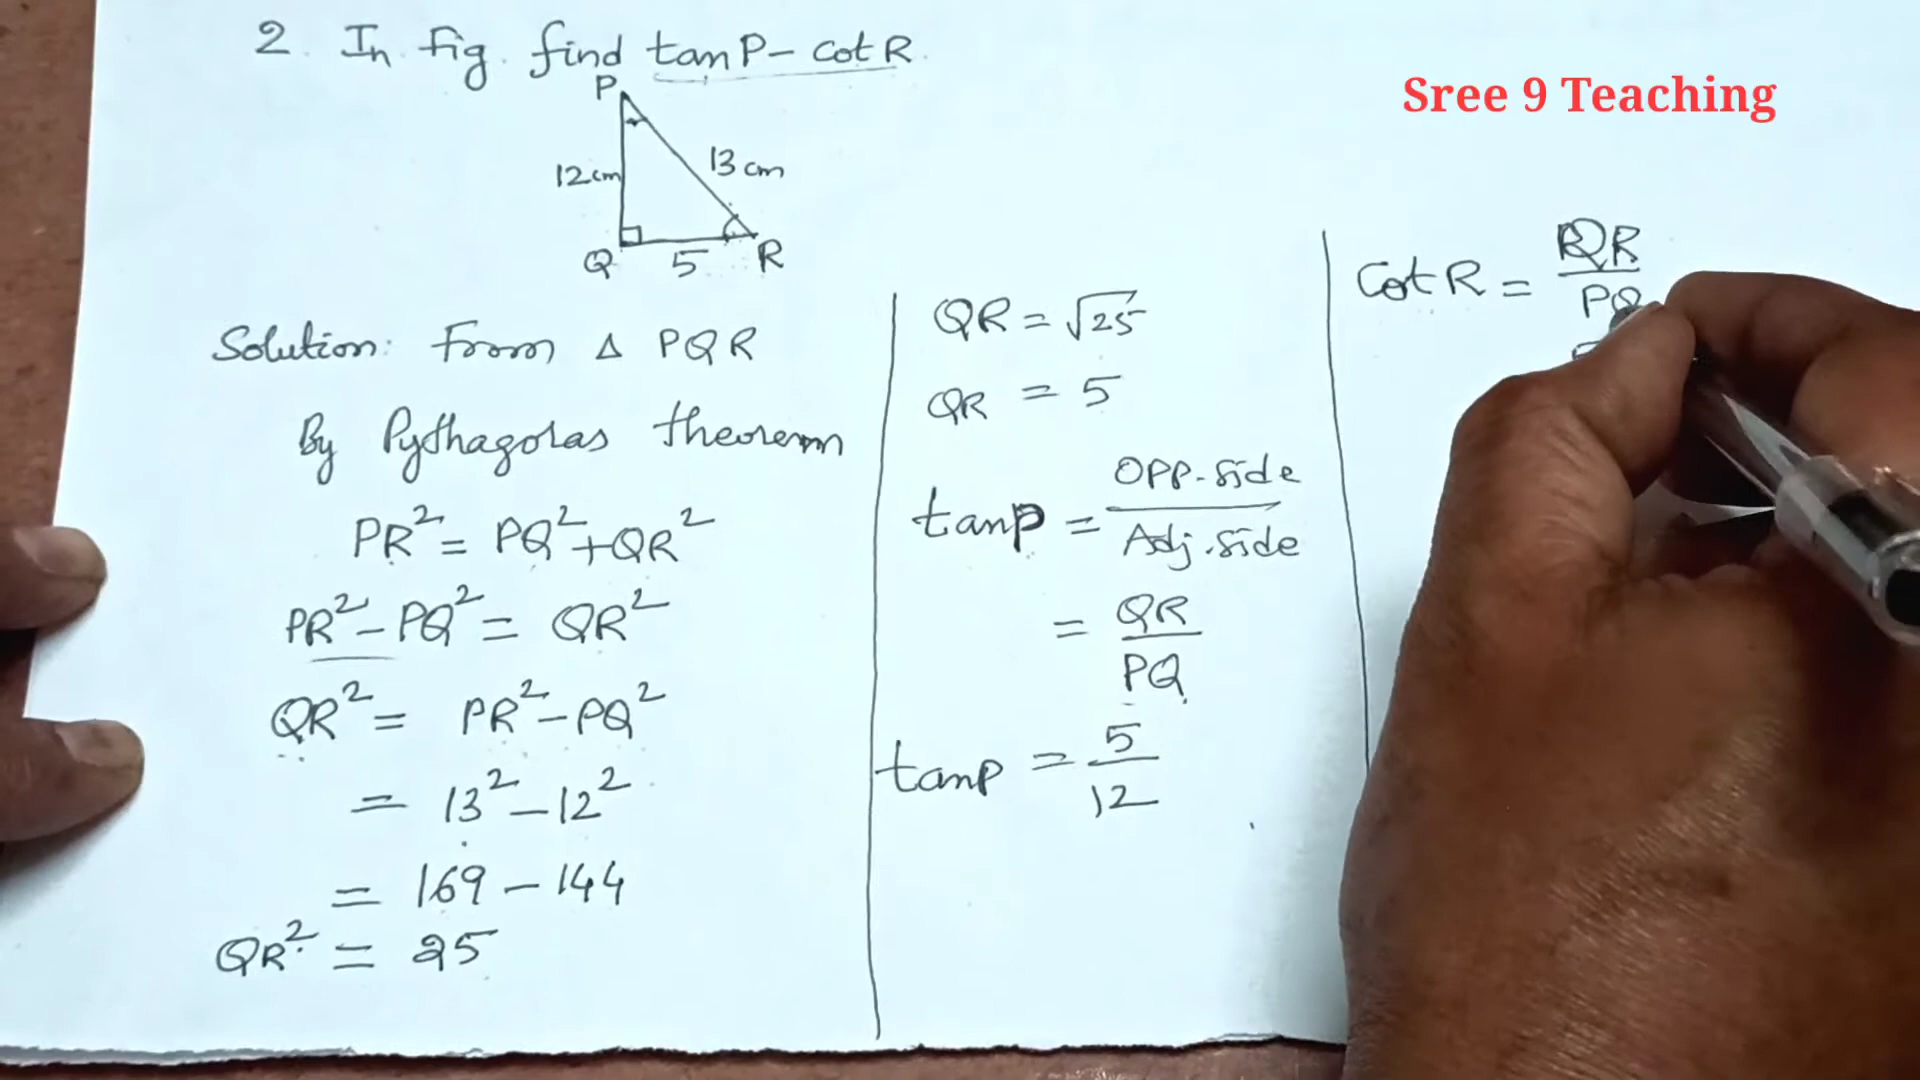 2. In fig. find tan P - cot R.
Sree 9 Teaching
P
12cm
13 cm
Q
5
R
Solution: From Δ PQR
By Pythagoras theorem
PR² = PQ² + QR²
PR² - PQ² = QR²
QR² = PR² - PQ²
= 13² - 12²
= 169 - 144
QR² = 25
QR = √25
QR = 5
tan P = Opp. side / Adj. side
= QR / PQ
tan P = 5 / 12
Cot R = QR / PQ